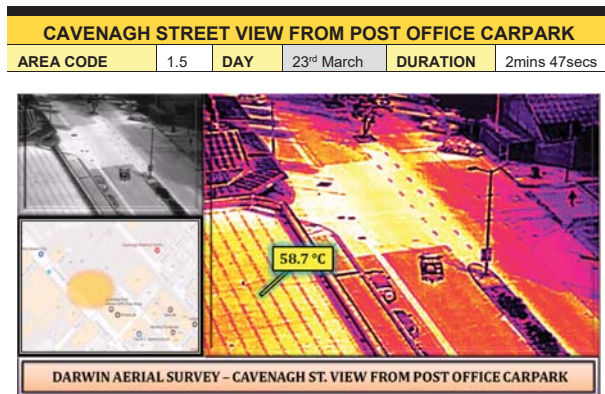 CAVENAGH STREET VIEW FROM POST OFFICE CARPARK
AREA CODE 1.5 DAY 23rd March DURATION 2mins 47secs
58.7 °C
DARWIN AERIAL SURVEY – CAVENAGH ST. VIEW FROM POST OFFICE CARPARK